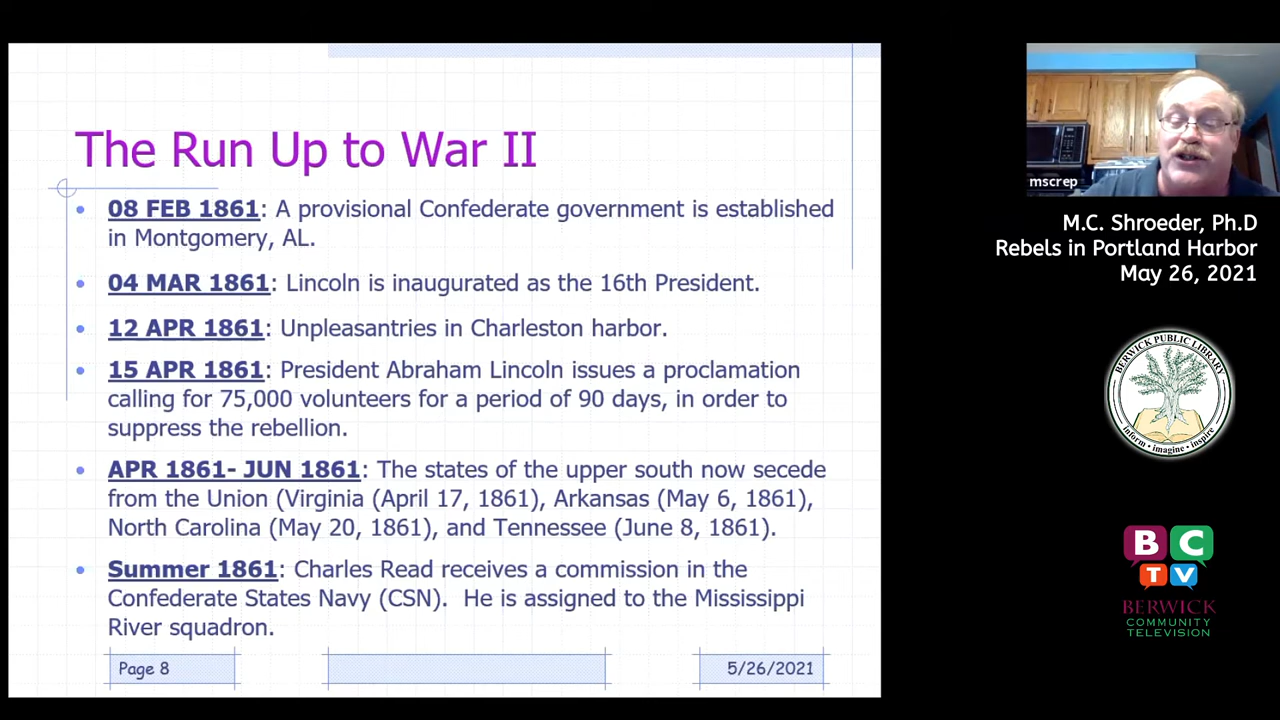 The Run Up to War II
• 08 FEB 1861: A provisional Confederate government is established
in Montgomery, AL.
• 04 MAR 1861: Lincoln is inaugurated as the 16th President.
• 12 APR 1861: Unpleasantries in Charleston harbor.
• 15 APR 1861: President Abraham Lincoln issues a proclamation
calling for 75,000 volunteers for a period of 90 days, in order to
suppress the rebellion.
• APR 1861- JUN 1861: The states of the upper south now secede
from the Union (Virginia (April 17, 1861), Arkansas (May 6, 1861),
North Carolina (May 20, 1861), and Tennessee (June 8, 1861).
• Summer 1861: Charles Read receives a commission in the
Confederate States Navy (CSN). He is assigned to the Mississippi
River squadron.
Page 8
5/26/2021
mscrep
M.C. Shroeder, Ph.D
Rebels in Portland Harbor
May 26, 2021
BERWICK PUBLIC LIBRARY
inform • imagine • inspire
B C
T V
BERWICK
COMMUNITY
TELEVISION